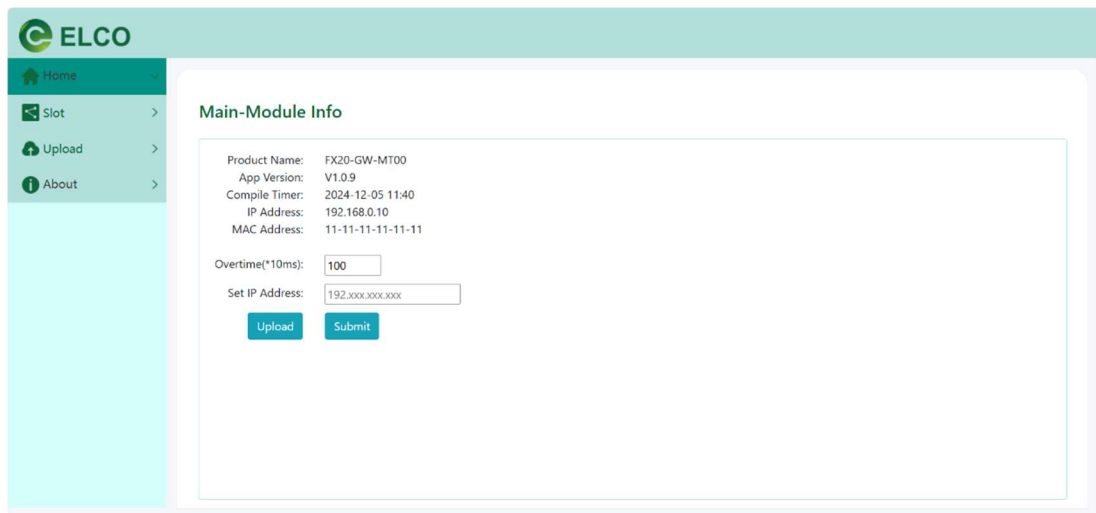 ELCO
Home
Slot
Upload
About
Main-Module Info
Product Name: FX20-GW-MT00
App Version: V1.0.9
Compile Timer: 2024-12-05 11:40
IP Address: 192.168.0.10
MAC Address: 11-11-11-11-11-11
Overtime(*10ms): 100
Set IP Address: 192.xxx.xxx.xxx
Upload Submit